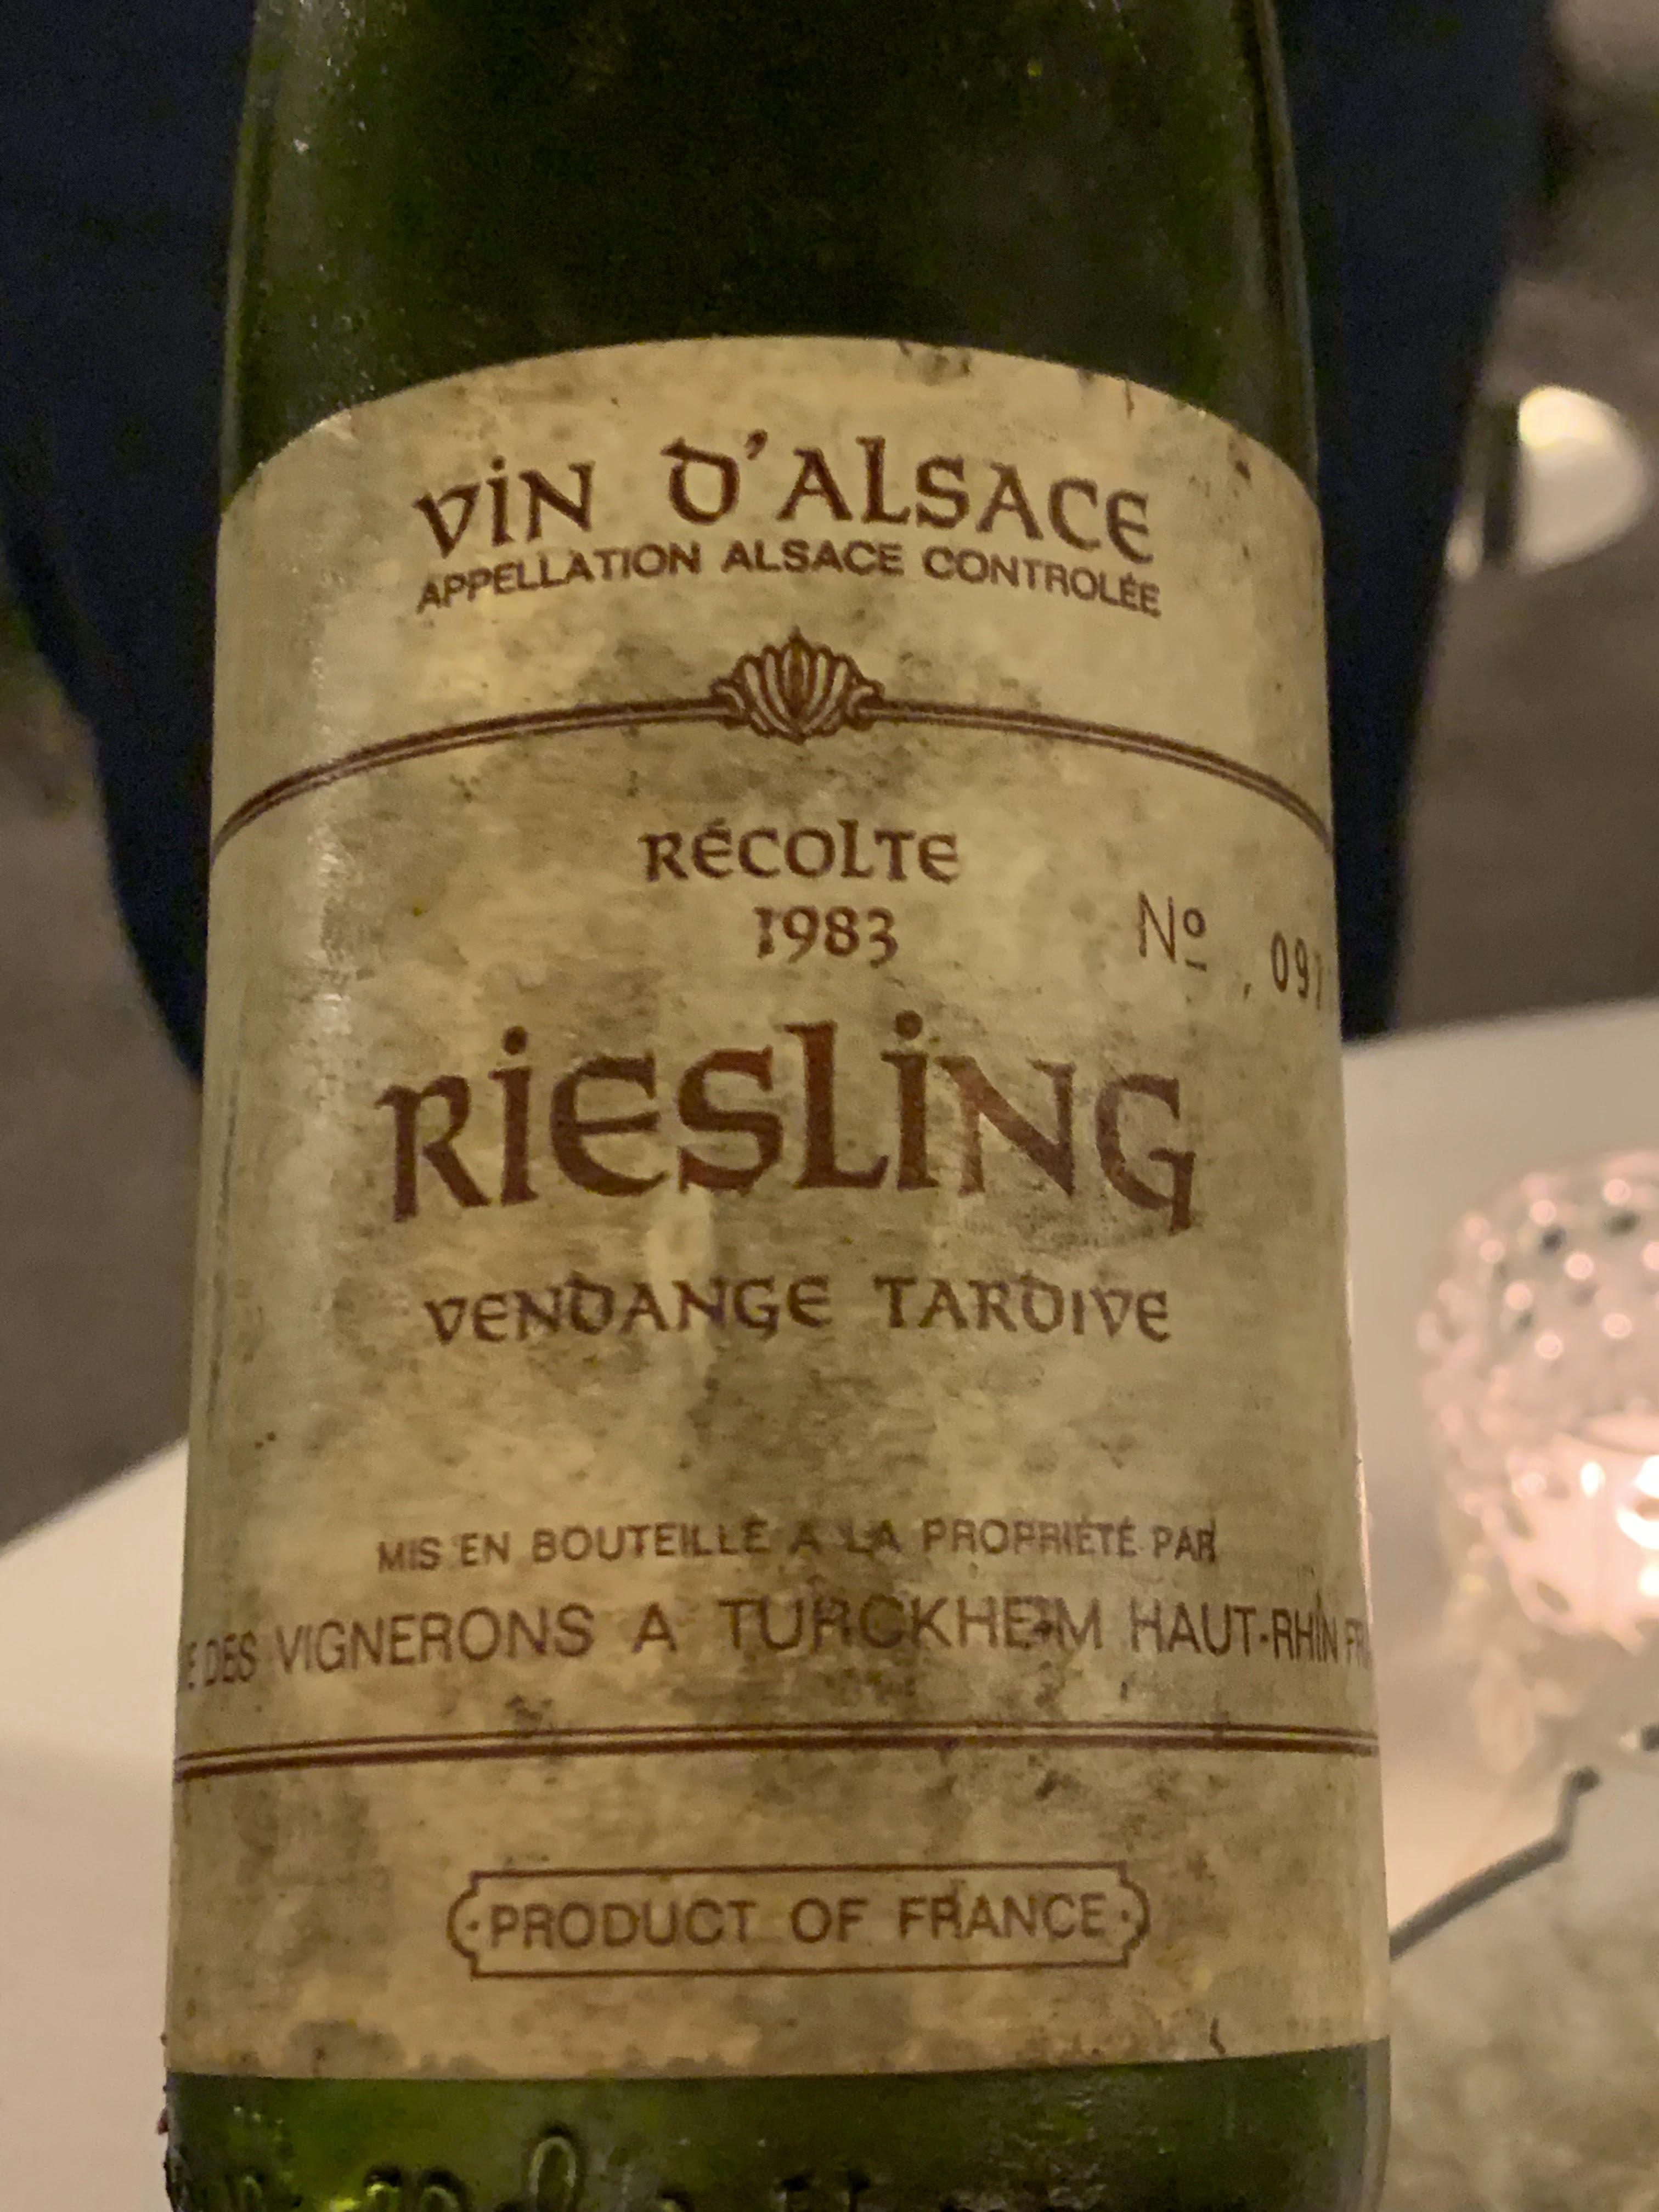 VIN D'ALSACE
APPELLATION ALSACE CONTROLÉE
RÉCOLTE
1983
Nº
RIESLING
VENDANGE TARDIVE
MIS EN BOUTEILLE A LA PROPRIÉTÉ PAR
DES VIGNERONS A TURCKHEIM HAUT-RHIN
PRODUCT OF FRANCE